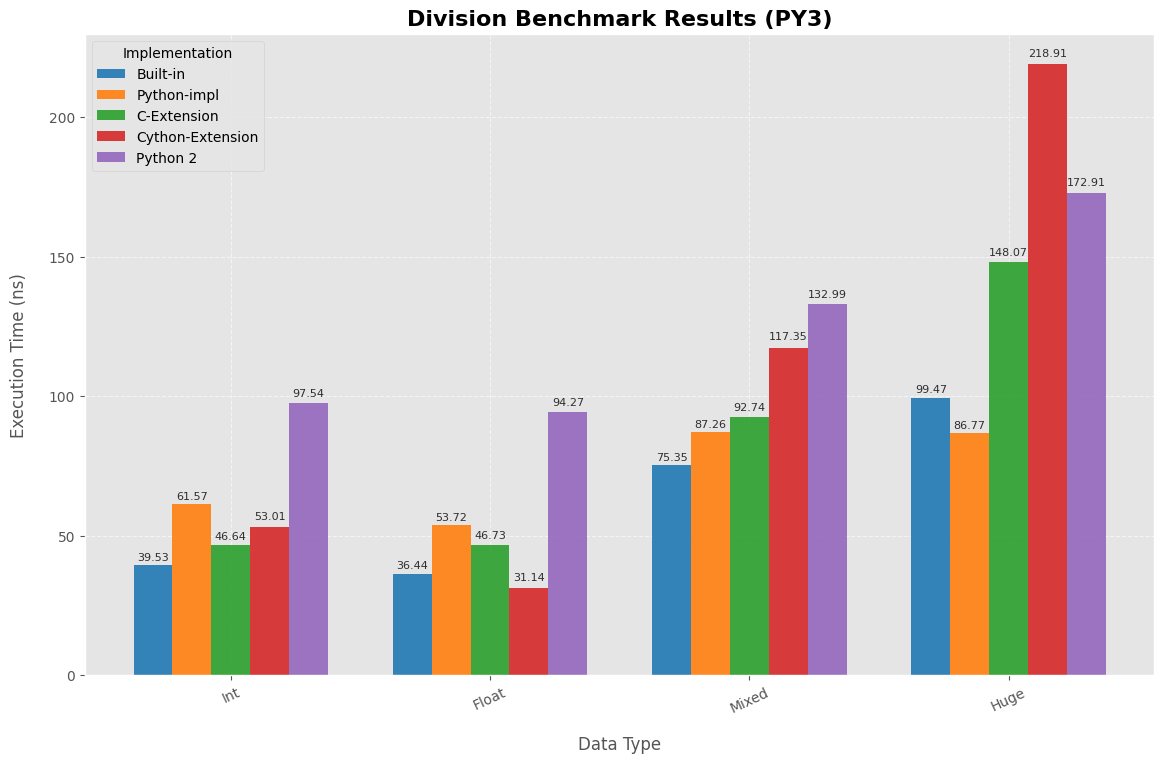 Division Benchmark Results (PY3)
Implementation
Built-in
Python-impl
C-Extension
Cython-Extension
Python 2
Execution Time (ns)
200
150
100
50
0
39.53
61.57
46.64
53.01
97.54
36.44
53.72
46.73
31.14
94.27
75.35
87.26
92.74
117.35
132.99
99.47
86.77
148.07
218.91
172.91
Int
Float
Mixed
Huge
Data Type